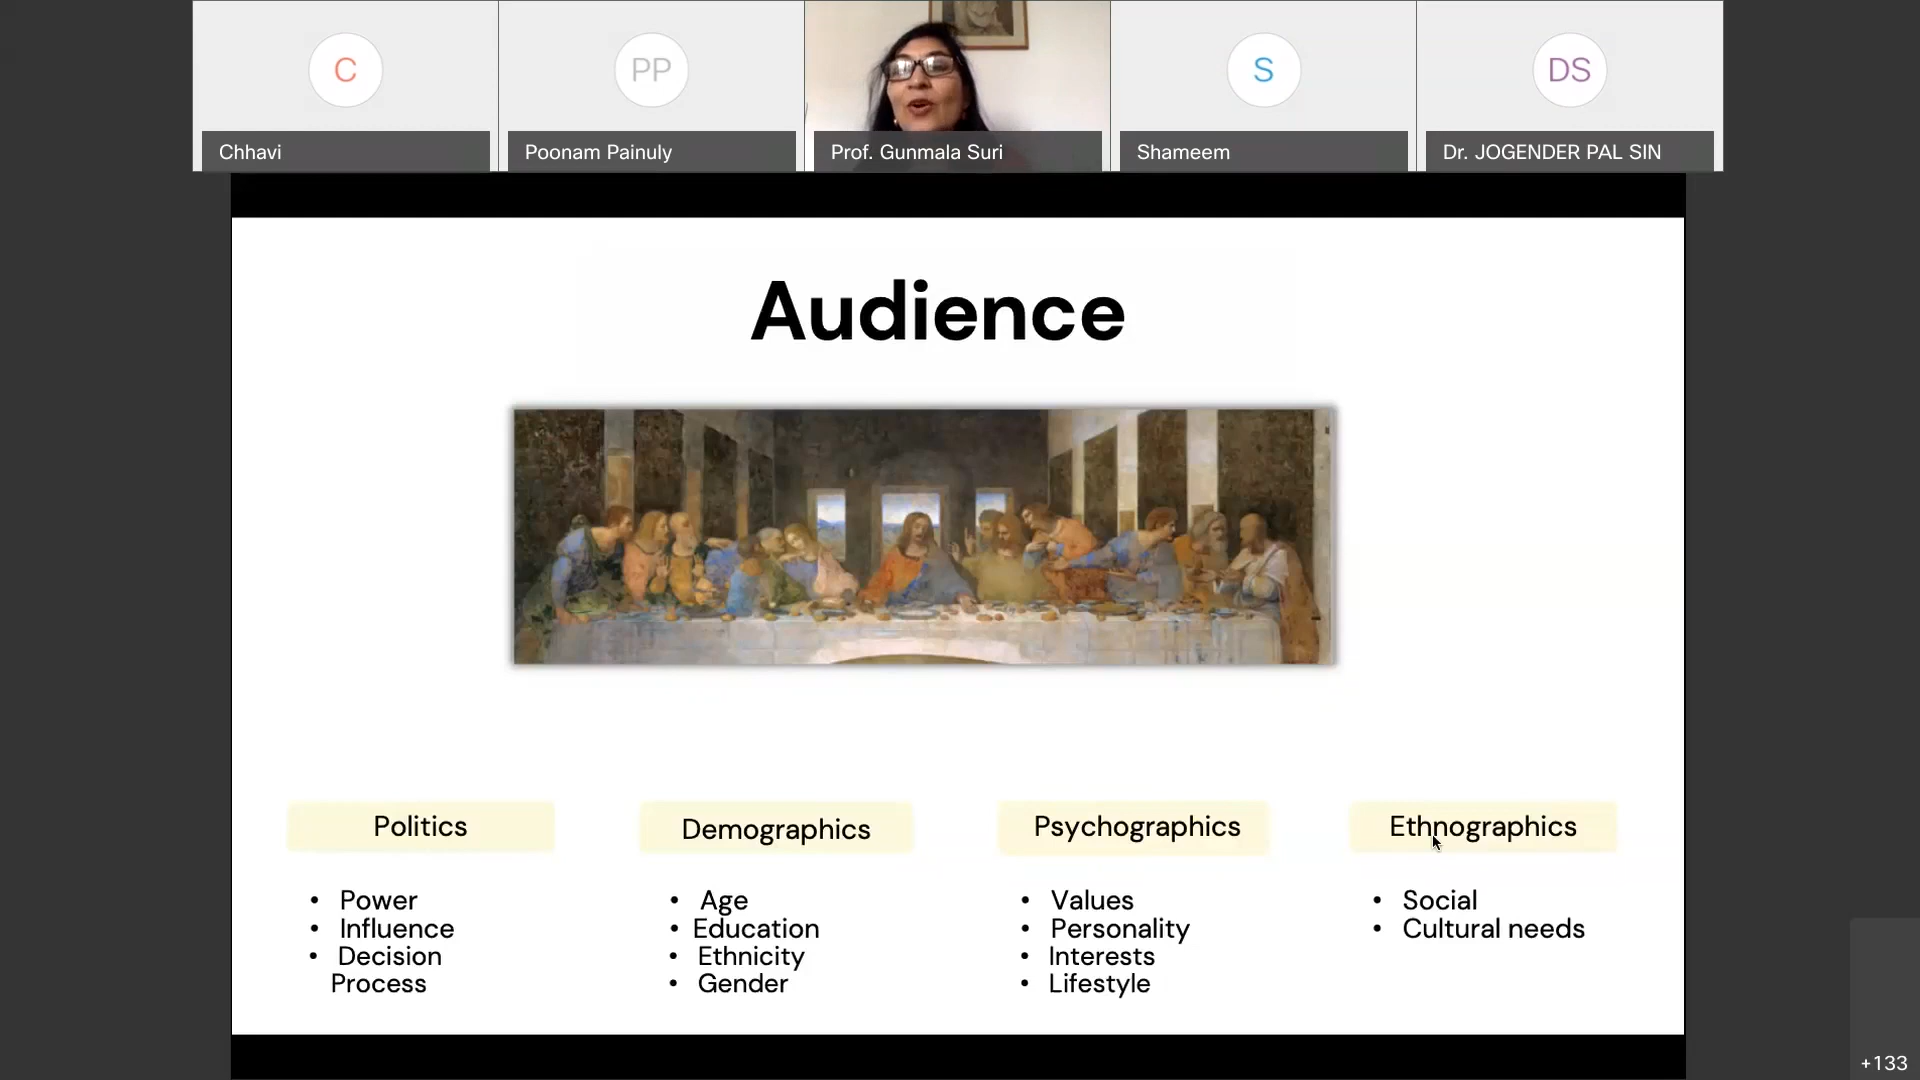 C
PP
S
DS
Chhavi
Poonam Painuly
Prof. Gunmala Suri
Shameem
Dr. JOGENDER PAL SIN
Audience
Politics
• Power
• Influence
• Decision
Process
Demographics
• Age
• Education
• Ethnicity
• Gender
Psychographics
• Values
• Personality
• Interests
• Lifestyle
Ethnographics
• Social
• Cultural needs
+133